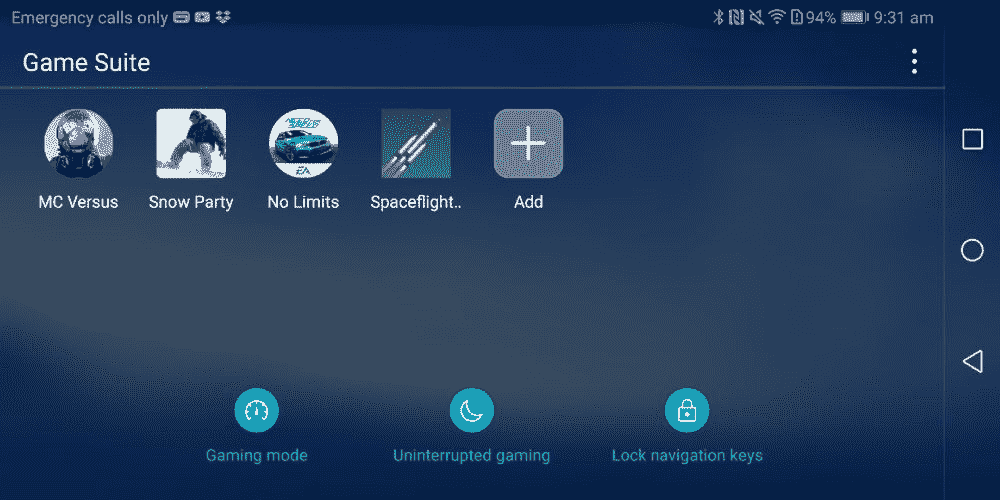 Emergency calls only 94% 9:31 am
Game Suite
MC Versus Snow Party No Limits Spaceflight.. Add
Gaming mode Uninterrupted gaming Lock navigation keys